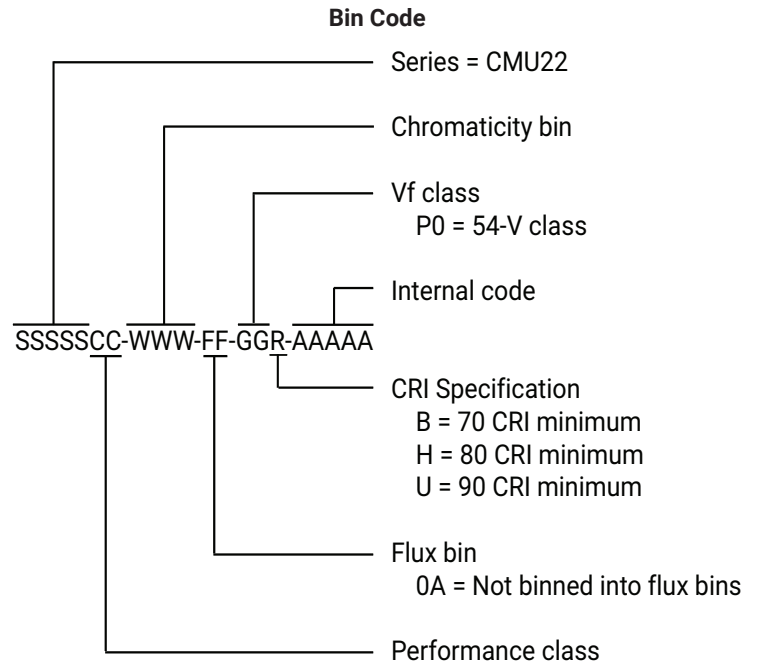 Bin Code
Series = CMU22
Chromaticity bin
Vf class
P0 = 54-V class
Internal code
SSSSSCC-WWW-FF-GGR-AAAAA
CRI Specification
B = 70 CRI minimum
H = 80 CRI minimum
U = 90 CRI minimum
Flux bin
0A = Not binned into flux bins
Performance class